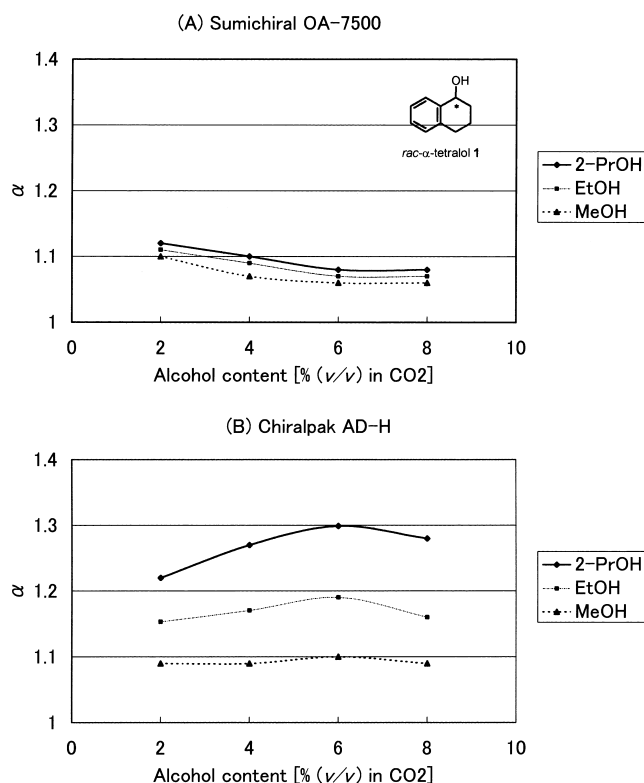 (A) Sumichiral OA-7500
1.4
1.3
1.2
1.1
1
α
0 2 4 6 8 10
Alcohol content [% (v/v) in CO2]
OH
*
rac-α-tetralol 1
2-PrOH
EtOH
MeOH
(B) Chiralpak AD-H
1.4
1.3
1.2
1.1
1
α
0 2 4 6 8 10
Alcohol content [% (v/v) in CO2]
2-PrOH
EtOH
MeOH